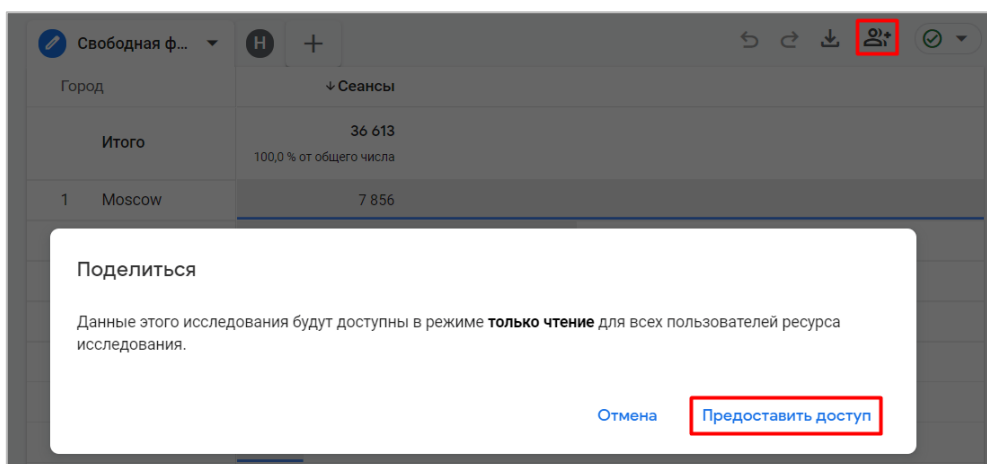 Свободная ф... Н
Город ↓ Сеансы
36 613
Итого
100,0 % от общего числа
1 Moscow 7 856
Поделиться
Данные этого исследования будут доступны в режиме только чтение для всех пользователей ресурса
исследования.
Отмена Предоставить доступ